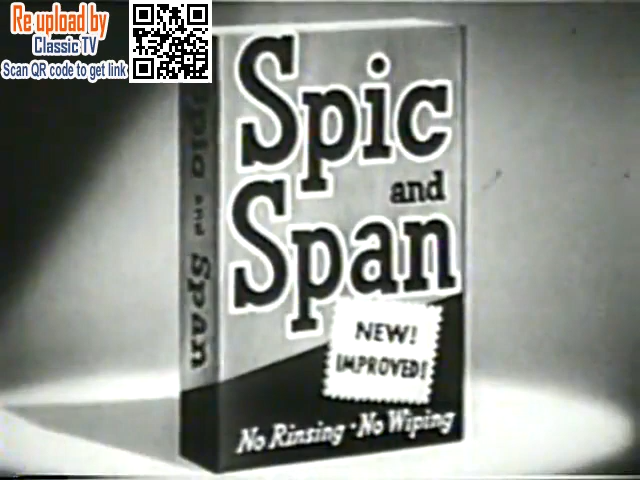 Re upload by
Classic TV
Scan QR code to get link
Spic
and
Span
Spic and Span
NEW!
IMPROVED!
No Rinsing · No Wiping